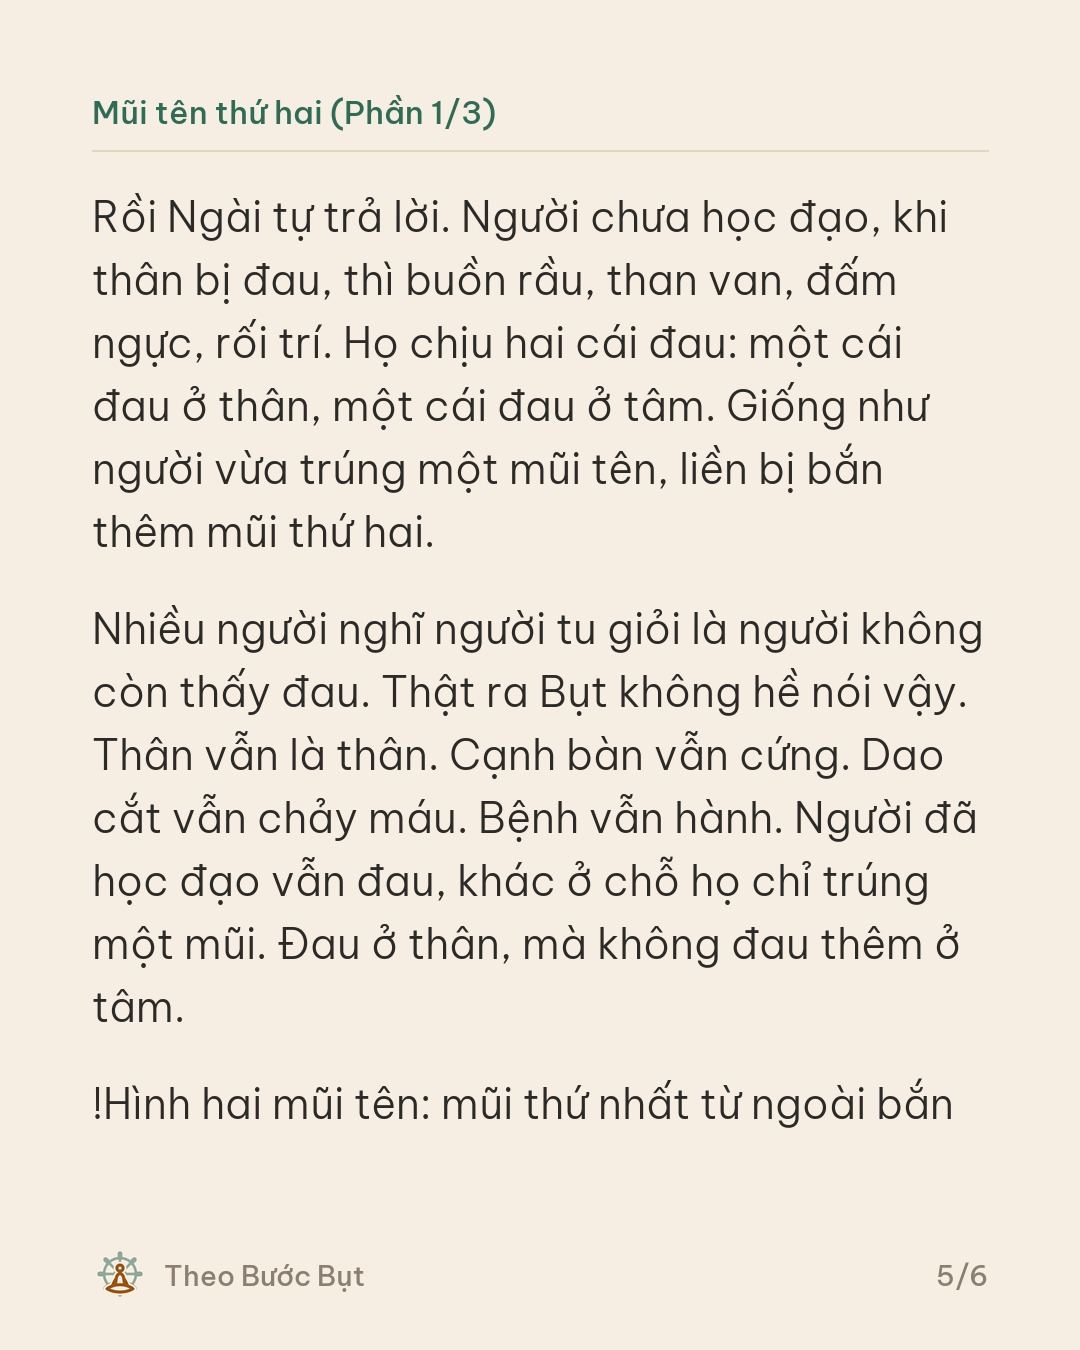 Mũi tên thứ hai (Phần 1/3)
Rồi Ngài tự trả lời. Người chưa học đạo, khi
thân bị đau, thì buồn rầu, than van, đấm
ngực, rối trí. Họ chịu hai cái đau: một cái
đau ở thân, một cái đau ở tâm. Giống như
người vừa trúng một mũi tên, liền bị bắn
thêm mũi thứ hai.
Nhiều người nghĩ người tu giỏi là người không
còn thấy đau. Thật ra Bụt không hề nói vậy.
Thân vẫn là thân. Cạnh bàn vẫn cứng. Dao
cắt vẫn chảy máu. Bệnh vẫn hành. Người đã
học đạo vẫn đau, khác ở chỗ họ chỉ trúng
một mũi. Đau ở thân, mà không đau thêm ở
tâm.
!Hình hai mũi tên: mũi thứ nhất từ ngoài bắn
Theo Bước Bụt
5/6